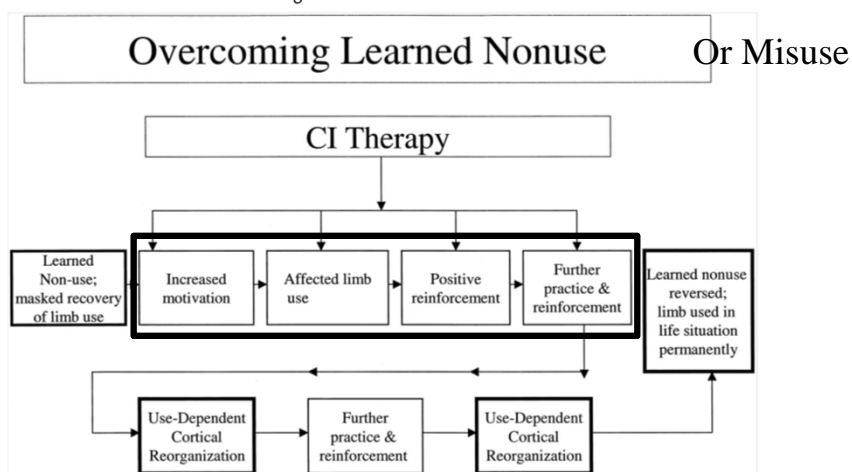 Overcoming Learned Nonuse Or Misuse
CI Therapy
Learned
Non-use;
masked recovery
of limb use
Increased
motivation
Affected limb
use
Positive
reinforcement
Further
practice &
reinforcement
Learned nonuse
reversed;
limb used in
life situation
permanently
Use-Dependent
Cortical
Reorganization
Further
practice &
reinforcement
Use-Dependent
Cortical
Reorganization